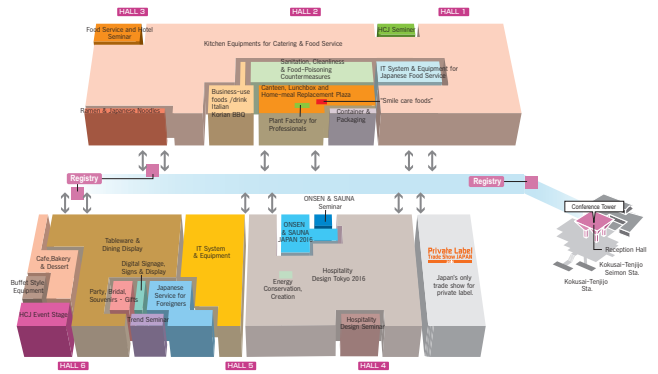 HALL 3
HALL 2
HALL 1
Food Service and Hotel
Seminar
HCJ Seminer
Kitchen Equipments for Catering & Food Service
Sanitation, Cleanliness
& Food-Poisoning
Countermeasures
IT System & Equipment for
Japanese Food Service
Business-use
foods /drink
Italian
Korian BBQ
Canteen, Lunchbox and
Home-meal Replacement Plaza
"Smile care foods"
Ramen & Japanese Noodles
Plant Factory for
Professionals
Container &
Packaging
Registry
Registry
ONSEN & SAUNA
Seminar
Conference Tower
ONSEN
& SAUNA
JAPAN 2016
Tableware &
Dining Display
IT System
& Equipment
Cafe,Bakery
& Dessert
Digital Signage,
Signs & Display
Private Label
Trade Show JAPAN
Reception Hall
Kokusai-Tenjijo
Seimon Sta.
Kokusai-Tenjijo
Sta.
Buffet Style
Equipment
Party, Bridal,
Souvenirs - Gifts
Japanese
Service for
Foreigners
Energy
Conservation,
Creation
Hospitality
Design Tokyo 2016
Japan's only
trade show for
private label.
HCJ Event Stage
Trend Seminar
Hospitality
Design Seminar
HALL 6
HALL 5
HALL 4